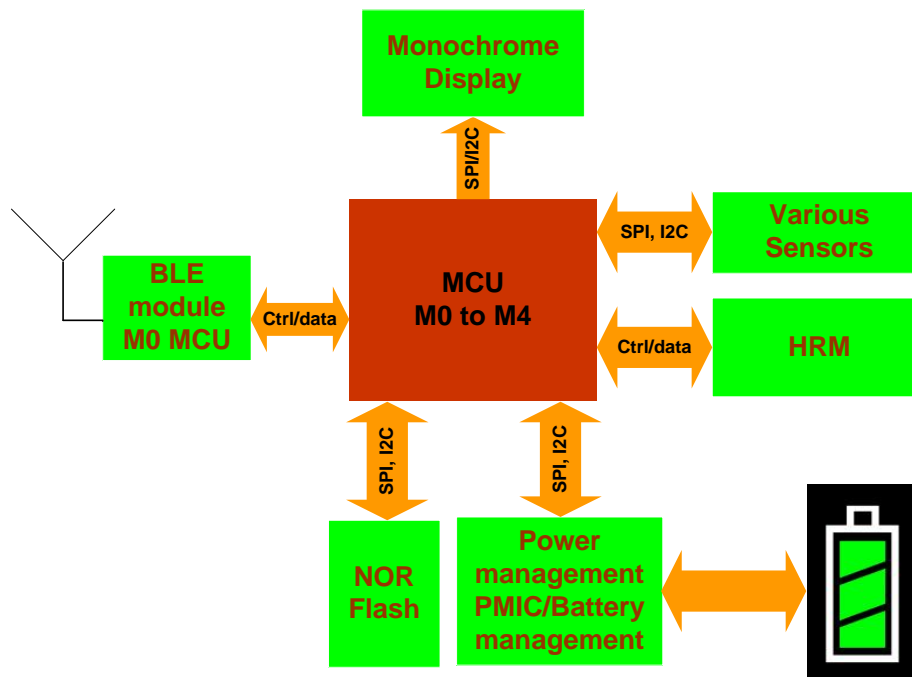 Monochrome
Display
SPI/I2C
BLE
module
M0 MCU
Ctrl/data
MCU
M0 to M4
SPI, I2C
Various
Sensors
Ctrl/data
HRM
SPI, I2C
SPI, I2C
NOR
Flash
Power
management
PMIC/Battery
management